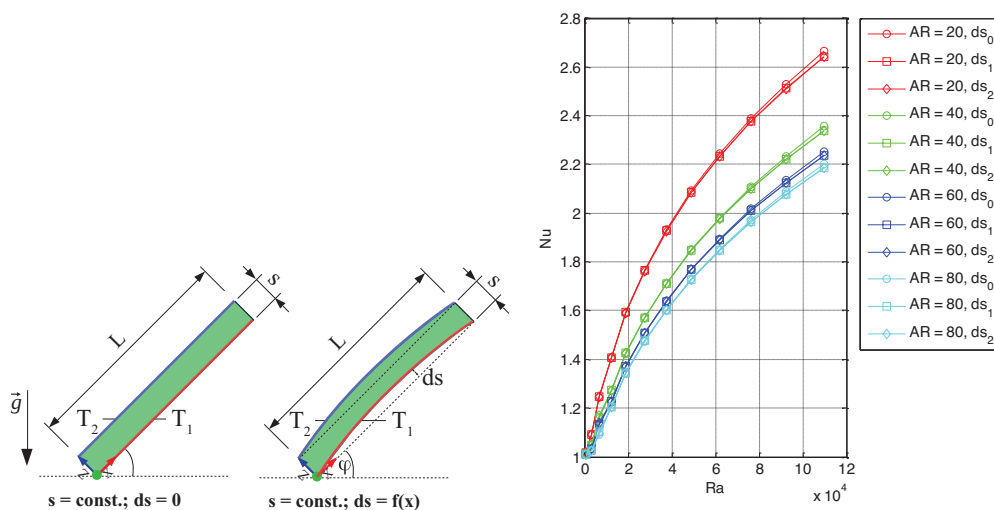 L
s
g
T2
T1
s = const.; ds = 0
L
s
ds
T2
T1
φ
s = const.; ds = f(x)
2.8
2.6
2.4
2.2
2
1.8
1.6
1.4
1.2
1
Nu
0
2
4
6
8
10
12
Ra
x 10^4
AR = 20, ds0
AR = 20, ds1
AR = 20, ds2
AR = 40, ds0
AR = 40, ds1
AR = 40, ds2
AR = 60, ds0
AR = 60, ds1
AR = 60, ds2
AR = 80, ds0
AR = 80, ds1
AR = 80, ds2